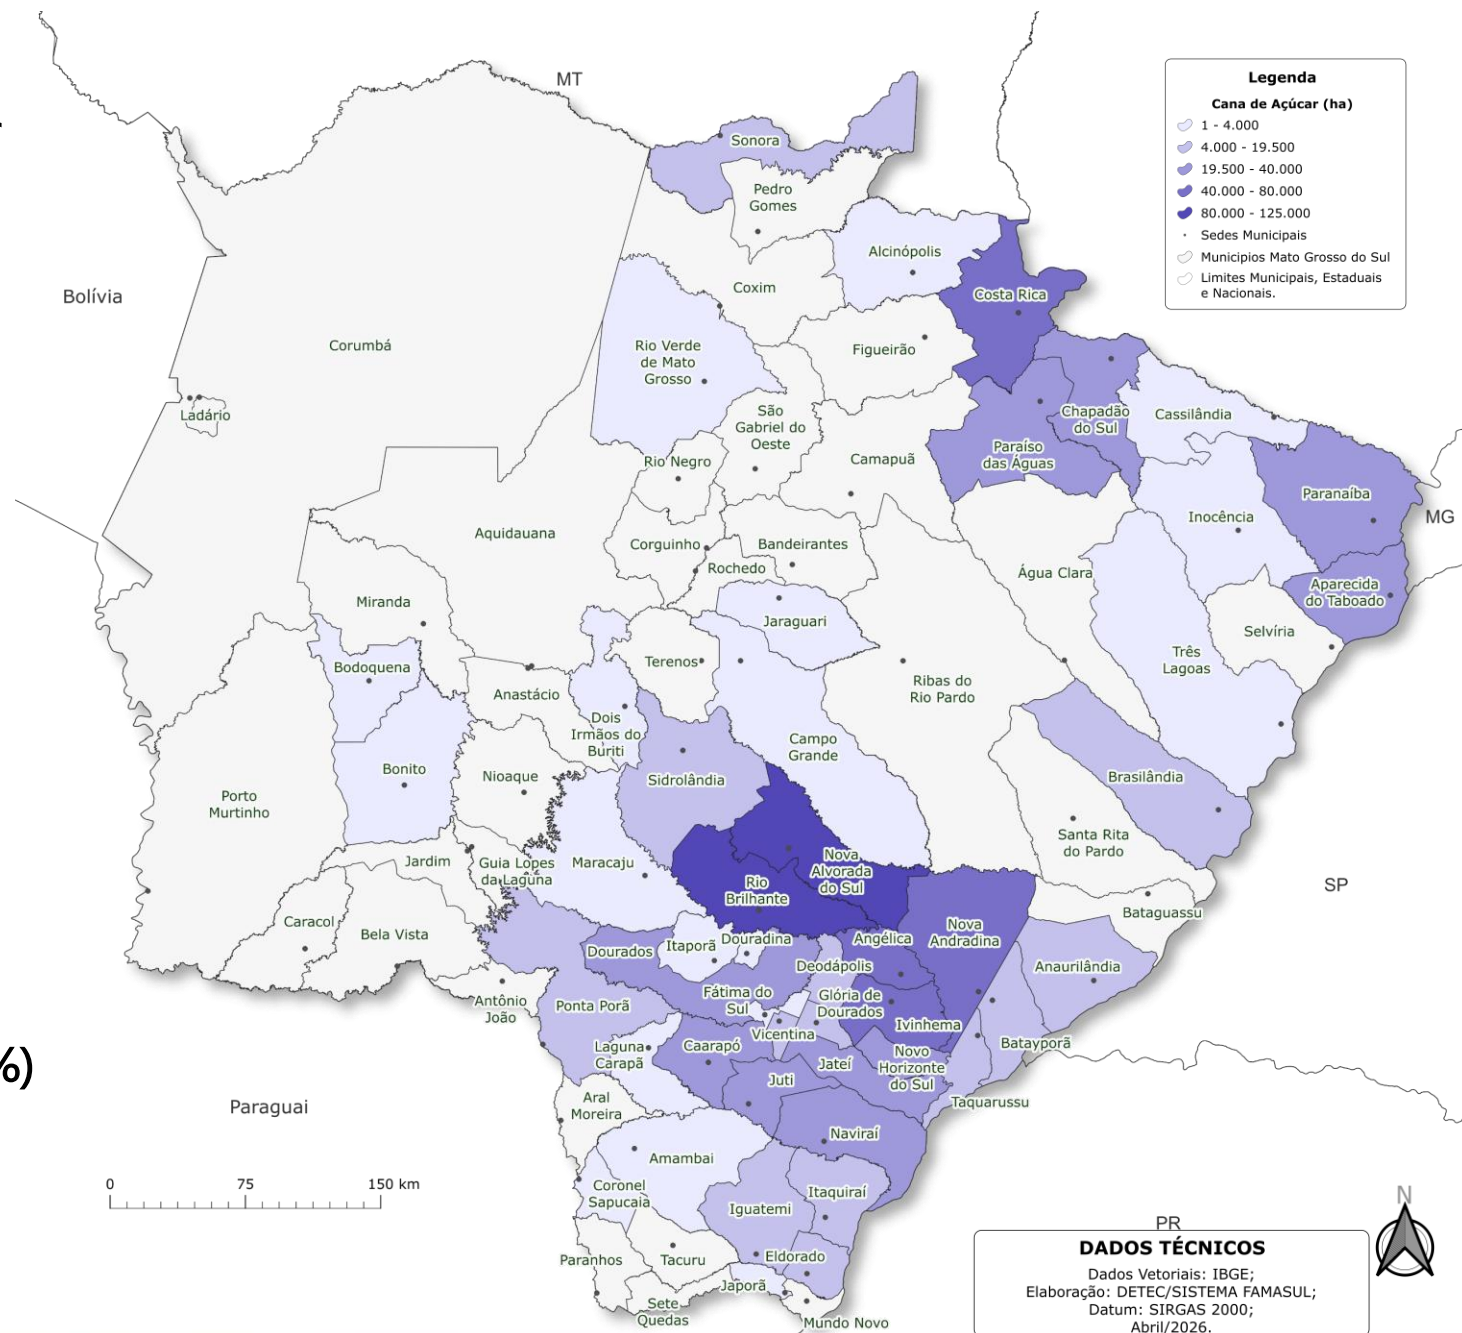 MT
Legenda
Cana de Açúcar (ha)
1 - 4.000
4.000 - 19.500
19.500 - 40.000
40.000 - 80.000
80.000 - 125.000
Sedes Municipais
Municipios Mato Grosso do Sul
Limites Municipais, Estaduais
e Nacionais.
Sonora
Pedro
Gomes
Alcinópolis
Coxim
Costa Rica
Bolívia
Corumbá
Rio Verde
de Mato
Grosso
Figueirão
Ladário
São
Gabriel do
Oeste
Chapadão
do Sul
Cassilândia
Paraíso
das Águas
Rio Negro
Camapuã
Paranaíba
Inocência
MG
Aquidauana
Corguinho
Bandeirantes
Rochedo
Água Clara
Aparecida
do Taboado
Miranda
Jaraguari
Selvíria
Bodoquena
Terenos
Três
Lagoas
Anastácio
Ribas do
Rio Pardo
Dois
Irmãos do
Buriti
Campo
Grande
Bonito
Nioaque
Sidrolândia
Brasilândia
Porto
Murtinho
Santa Rita
do Pardo
Jardim
Guia Lopes
da Laguna
Maracaju
Nova
Alvorada
do Sul
Rio
Brilhante
SP
Bataguassu
Caracol
Bela Vista
Nova
Andradina
Dourados
Itaporã
Douradina
Angélica
Deodápolis
Anaurilândia
Antônio
João
Ponta Porã
Fátima do
Sul
Glória de
Dourados
Vicentina
Ivinhema
Batayporã
Laguna
Carapã
Caarapó
Jateí
Novo
Horizonte
do Sul
%)
Juti
Taquarussu
Paraguai
Aral
Moreira
Naviraí
Amambai
Coronel
Sapucaia
Itaquiraí
Iguatemi
0 75 150 km
N
PR
Paranhos
Tacuru
Eldorado
Japorã
Sete
Quedas
Mundo Novo
DADOS TÉCNICOS
Dados Vetoriais: IBGE;
Elaboração: DETEC/SISTEMA FAMASUL;
Datum: SIRGAS 2000;
Abril/2026.